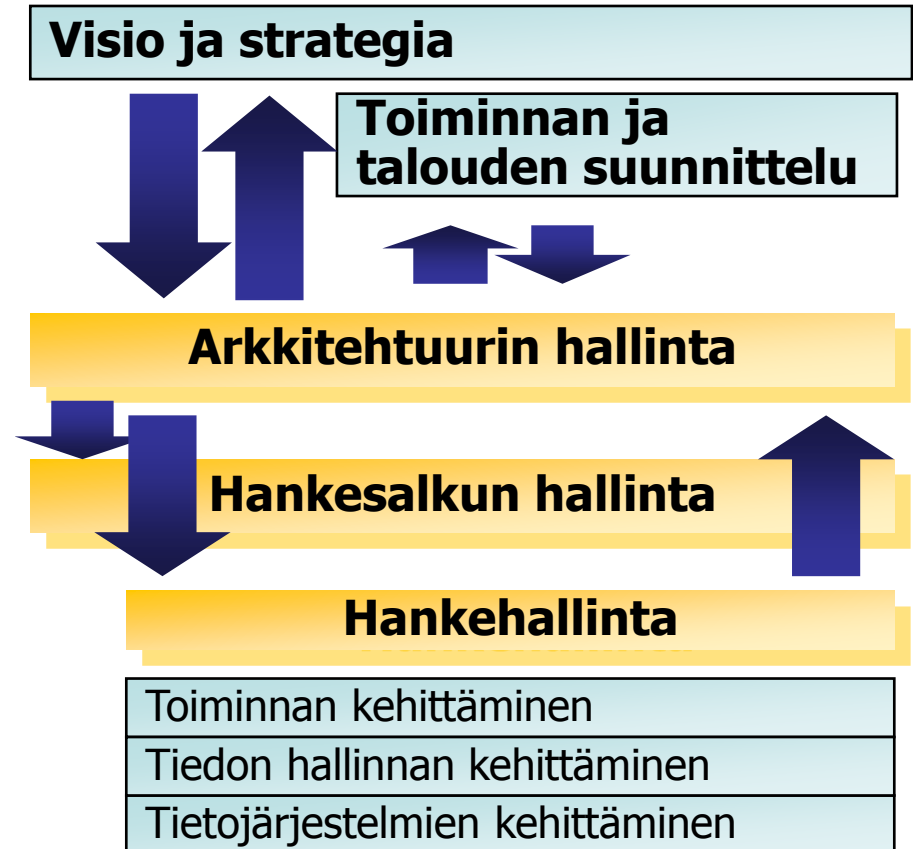 Visio ja strategia
Toiminnan ja
talouden suunnittelu
Arkkitehtuurin hallinta
Hankesalkun hallinta
Hankehallinta
Toiminnan kehittäminen
Tiedon hallinnan kehittäminen
Tietojärjestelmien kehittäminen